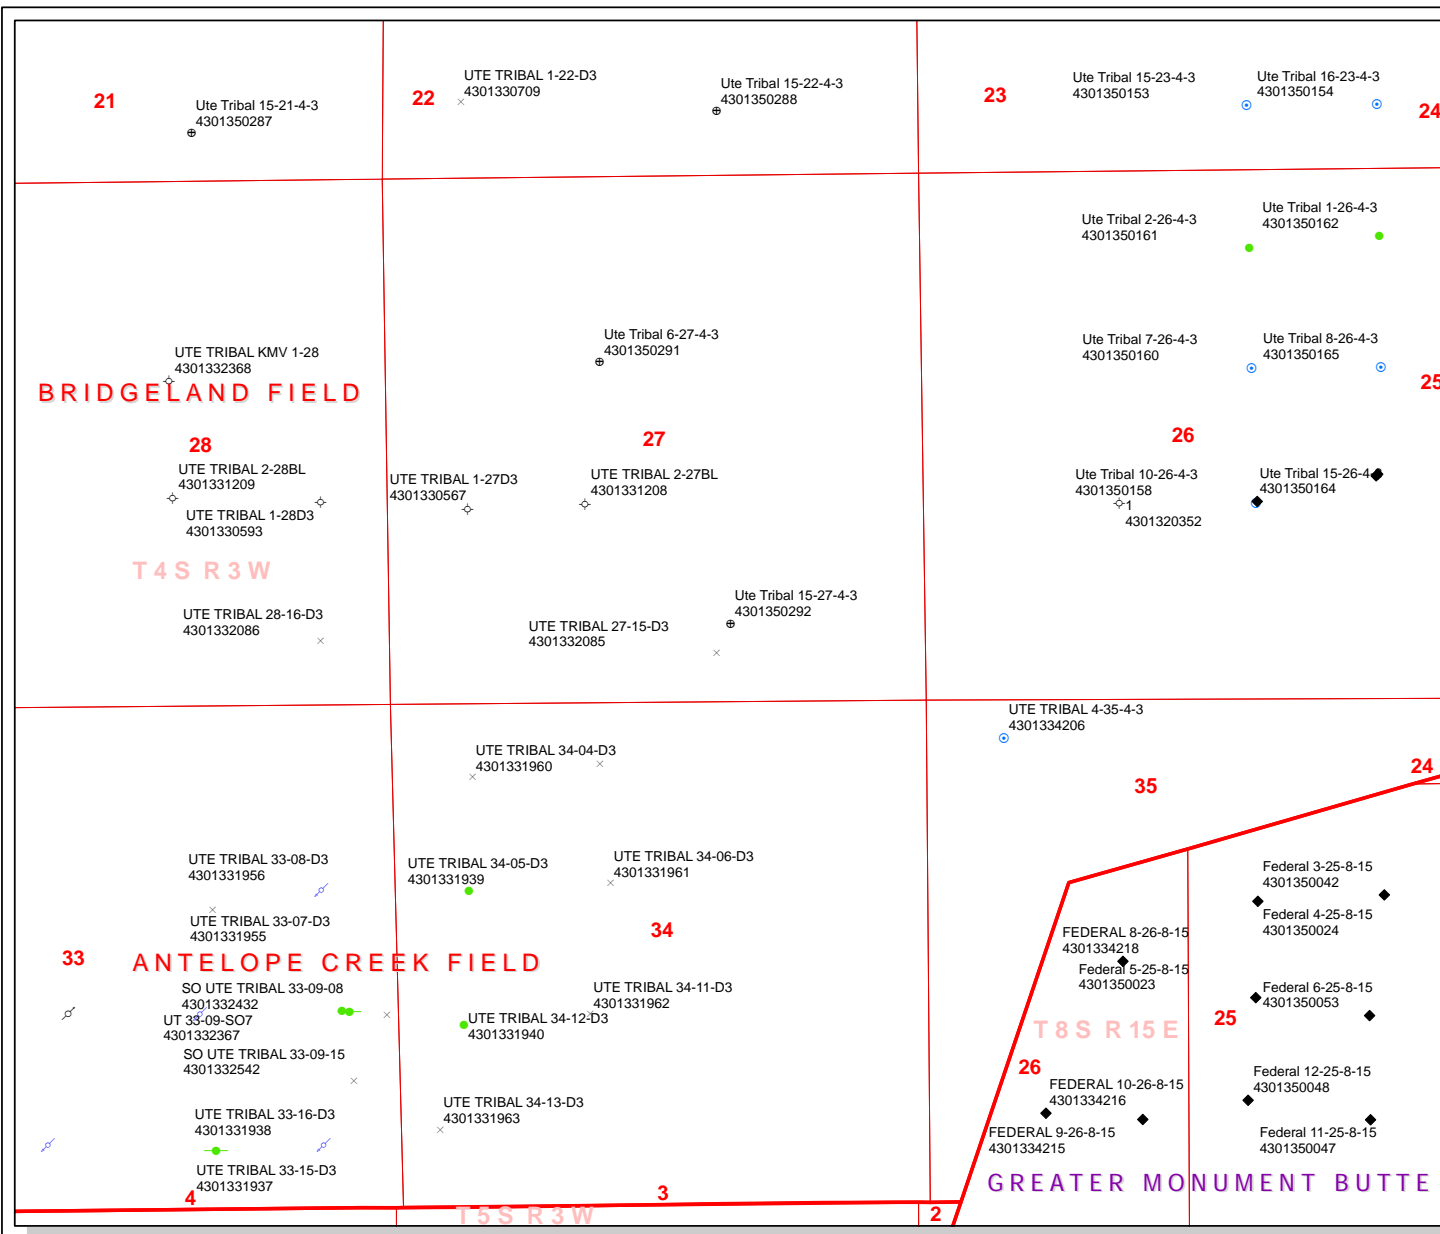 21
Ute Tribal 15-21-4-3
4301350287
22
UTE TRIBAL 1-22-D3
4301330709
Ute Tribal 15-22-4-3
4301350288
23
Ute Tribal 15-23-4-3
4301350153
Ute Tribal 16-23-4-3
4301350154
24
Ute Tribal 2-26-4-3
4301350161
Ute Tribal 1-26-4-3
4301350162
UTE TRIBAL KMV 1-28
4301332368
BRIDGELAND FIELD
Ute Tribal 6-27-4-3
4301350291
Ute Tribal 7-26-4-3
4301350160
Ute Tribal 8-26-4-3
4301350165
25
28
27
26
UTE TRIBAL 2-28BL
4301331209
UTE TRIBAL 1-28D3
4301330593
UTE TRIBAL 1-27D3
4301330567
UTE TRIBAL 2-27BL
4301331208
Ute Tribal 10-26-4-3
4301350158
1
4301320352
Ute Tribal 15-26-4-3
4301350164
T4S R3W
UTE TRIBAL 28-16-D3
4301332086
UTE TRIBAL 27-15-D3
4301332085
Ute Tribal 15-27-4-3
4301350292
UTE TRIBAL 4-35-4-3
4301334206
UTE TRIBAL 34-04-D3
4301331960
35
24
UTE TRIBAL 33-08-D3
4301331956
UTE TRIBAL 34-05-D3
4301331939
UTE TRIBAL 34-06-D3
4301331961
Federal 3-25-8-15
4301350042
UTE TRIBAL 33-07-D3
4301331955
34
Federal 4-25-8-15
4301350024
33
ANTELOPE CREEK FIELD
FEDERAL 8-26-8-15
4301334218
Federal 5-25-8-15
4301350023
SO UTE TRIBAL 33-09-08
4301332432
UT 33-09-SO7
4301332367
SO UTE TRIBAL 33-09-15
4301332542
UTE TRIBAL 34-11-D3
4301331962
UTE TRIBAL 34-12-D3
4301331940
Federal 6-25-8-15
4301350053
25
T8S R15E
26
FEDERAL 10-26-8-15
4301334216
Federal 12-25-8-15
4301350048
UTE TRIBAL 33-16-D3
4301331938
UTE TRIBAL 34-13-D3
4301331963
FEDERAL 9-26-8-15
4301334215
Federal 11-25-8-15
4301350047
UTE TRIBAL 33-15-D3
4301331937
GREATER MONUMENT BUTTE
4
3
2
T5S R3W